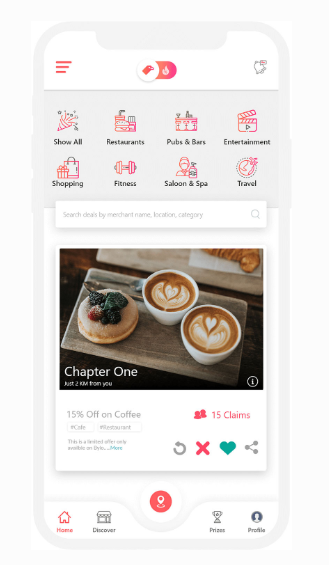 Show All Restaurants Pubs & Bars Entertainment
Shopping Fitness Saloon & Spa Travel
Search deals by merchant name, location, category
Chapter One
Just 2 KM from you
15% Off on Coffee
15 Claims
#Cafe #Restaurant
This is a limited offer only
available on Dyle,....More
Home Discover Prizes Profile